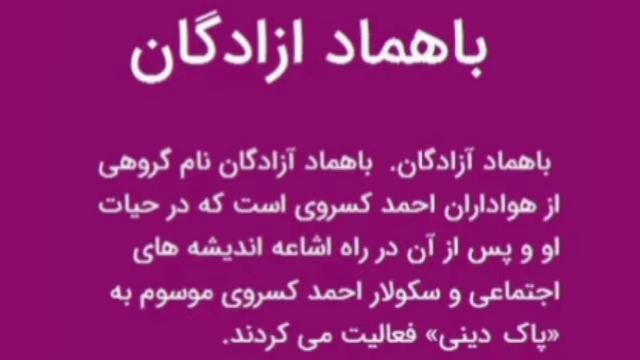 باهماد ازادگان
باهماد آزادگان. باهماد آزادگان نام گروهی
از هواداران احمد کسروی است که در حیات
او و پس از آن در راه اشاعه اندیشه های
اجتماعی و سکولار احمد کسروی موسوم به
«پاک دینی» فعالیت می کردند.